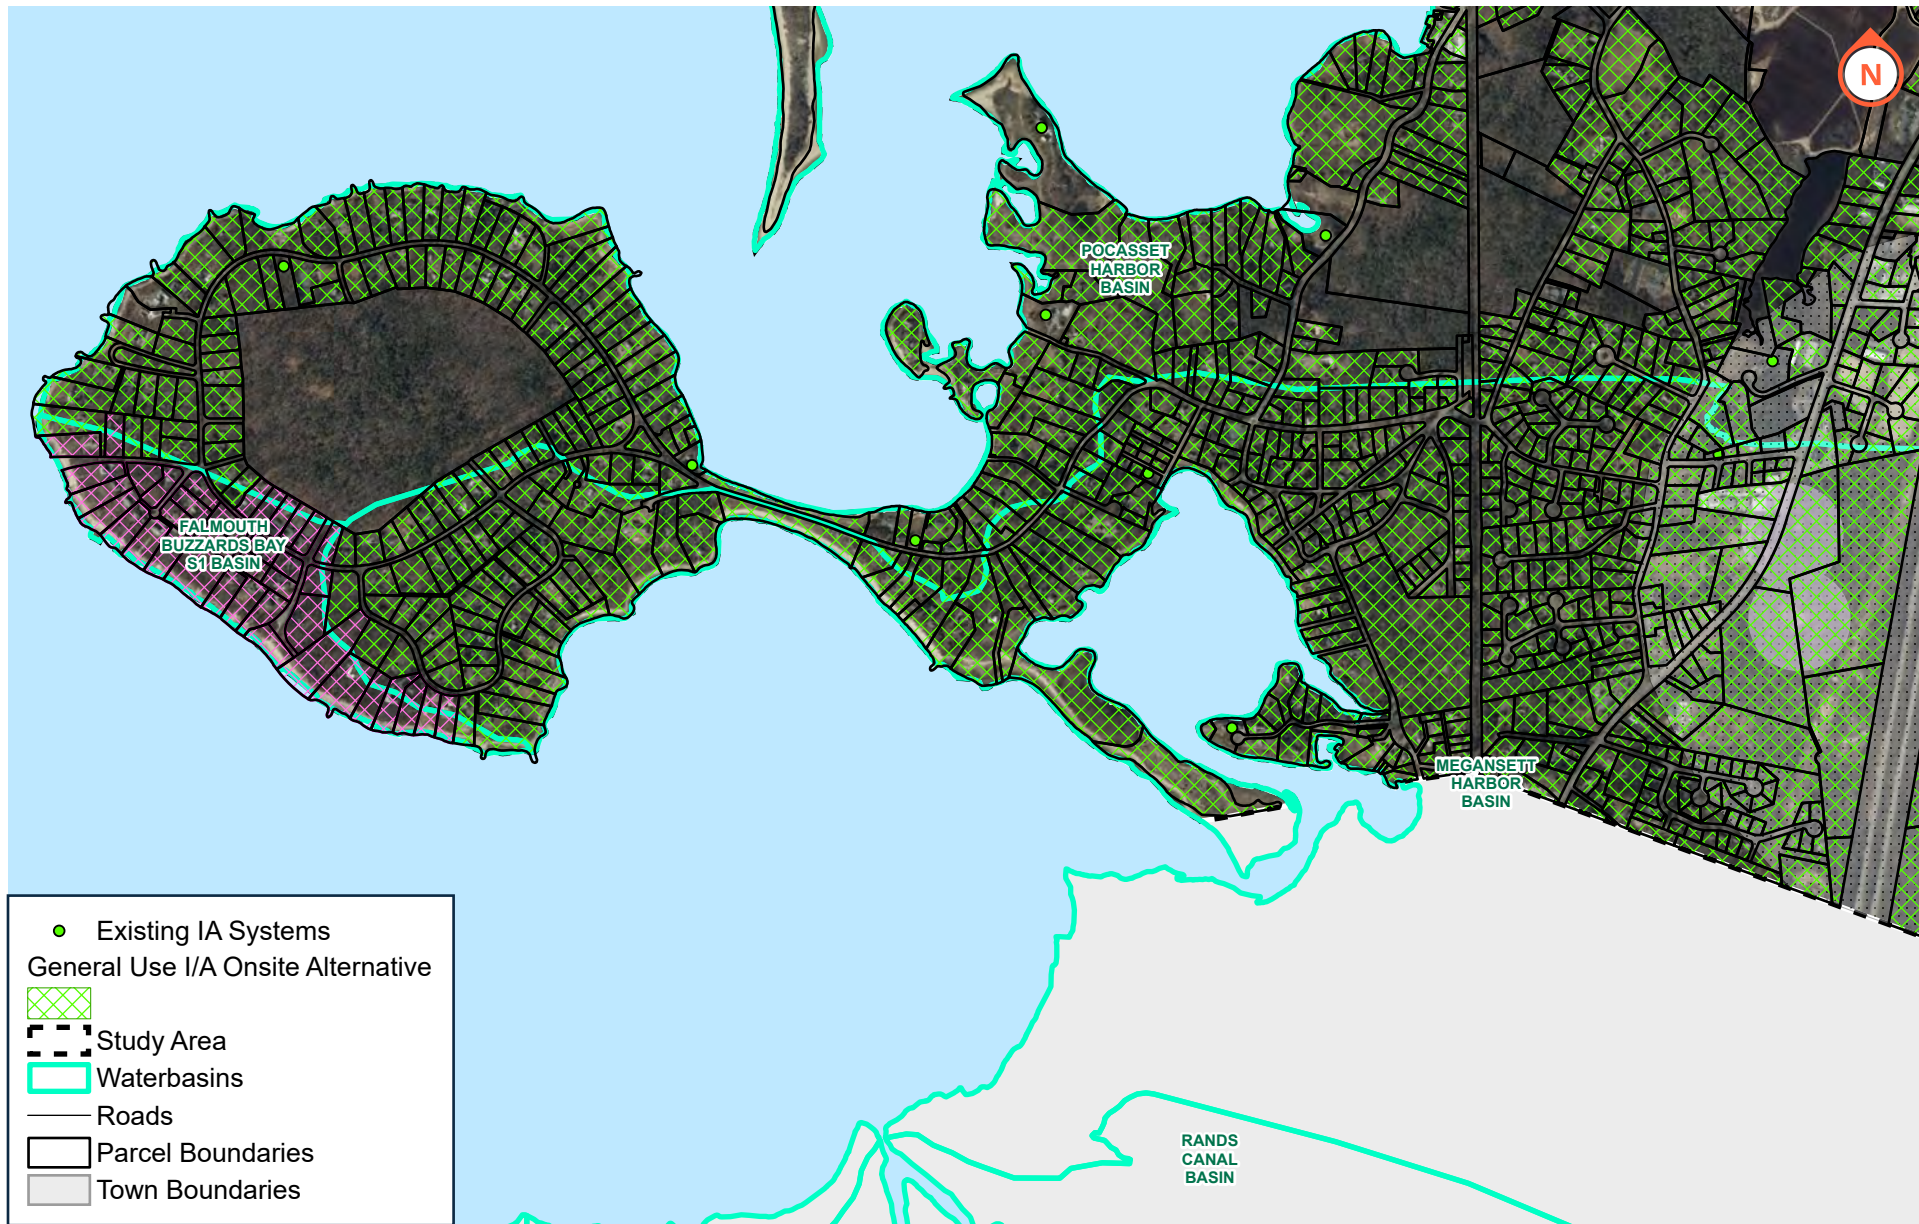 N
POCASSET
HARBOR
BASIN
FALMOUTH
BUZZARDS BAY
S1 BASIN
MEGANSETT
HARBOR
BASIN
RANDS
CANAL
BASIN
Existing IA Systems
General Use I/A Onsite Alternative
Study Area
Waterbasins
Roads
Parcel Boundaries
Town Boundaries